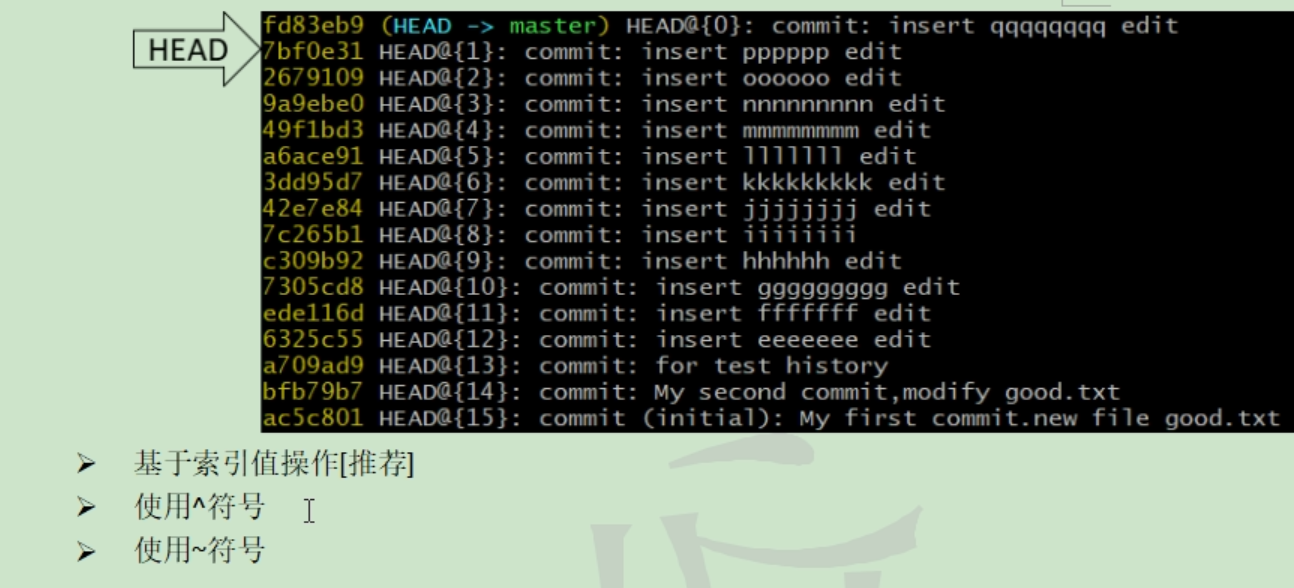 HEAD
fd83eb9 (HEAD -> master) HEAD@{0}: commit: insert qqqqqqqq edit
7bf0e31 HEAD@{1}: commit: insert pppppp edit
2679109 HEAD@{2}: commit: insert oooooo edit
9a9ebe0 HEAD@{3}: commit: insert nnnnnnnnn edit
49f1bd3 HEAD@{4}: commit: insert mmmmmmmm edit
a6ace91 HEAD@{5}: commit: insert lllllll edit
3dd95d7 HEAD@{6}: commit: insert kkkkkkkkk edit
42e7e84 HEAD@{7}: commit: insert jjjjjjjj edit
7c265b1 HEAD@{8}: commit: insert iiiiiiii
c309b92 HEAD@{9}: commit: insert hhhhhh edit
7305cd8 HEAD@{10}: commit: insert ggggggggg edit
ede116d HEAD@{11}: commit: insert fffffff edit
6325c55 HEAD@{12}: commit: insert eeeeeee edit
a709ad9 HEAD@{13}: commit: for test history
bfb79b7 HEAD@{14}: commit: My second commit,modify good.txt
ac5c801 HEAD@{15}: commit (initial): My first commit.new file good.txt
➢ 基于索引值操作[推荐]
➢ 使用^符号
➢ 使用~符号